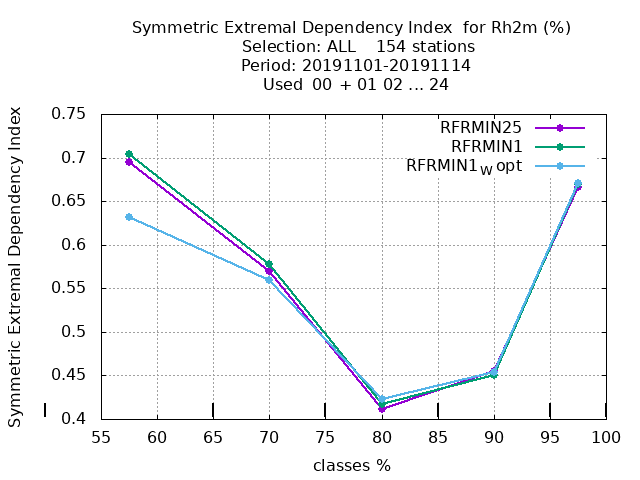 Symmetric Extremal Dependency Index  for Rh2m (%)
Selection: ALL    154 stations
Period: 20191101-20191114
Used  00  + 01 02 ... 24
Symmetric Extremal Dependency Index
RFRMIN25
RFRMIN1
RFRMIN1W opt
0.75
0.7
0.65
0.6
0.55
0.5
0.45
0.4
55 60 65 70 75 80 85 90 95 100
classes %